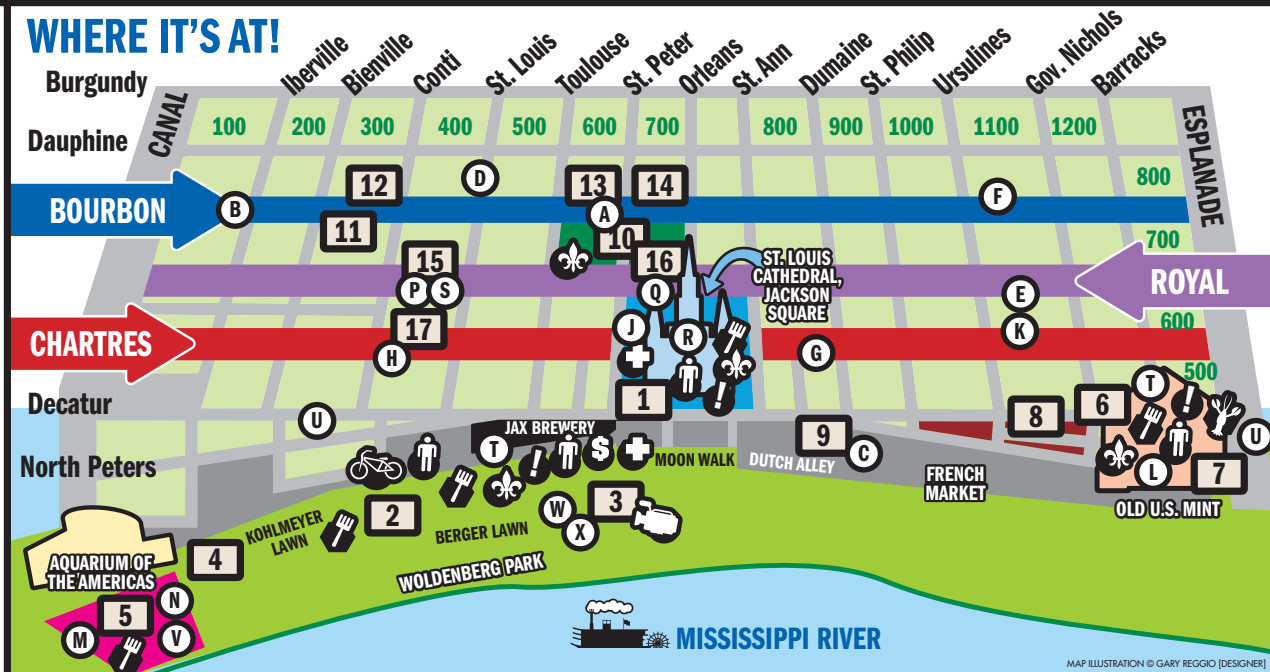 WHERE IT'S AT!
Iberville
Bienville
Conti
St. Louis
Toulouse
St. Peter
Orleans
St. Ann
Dumaine
St. Philip
Ursulines
Gov. Nichols
Barracks
Burgundy
CANAL
100 200 300 400 500 600 700 800 900 1000 1100 1200
ESPLANADE
Dauphine
12
D
13
14
F
800
BOURBON
B
A
11
10
700
15
16
ST. LOUIS
CATHEDRAL,
JACKSON
SQUARE
ROYAL
P
S
Q
E
600
CHARTRES
17
H
J
R
G
K
500
Decatur
1
T
!
!
6
8
U
JAX BREWERY
9
U
North Peters
T
!
$
MOON WALK
DUTCH ALLEY
C
FRENCH
MARKET
L
7
OLD U.S. MINT
KOHLMEYER
LAWN
2
BERGER LAWN
W
X
3
4
WOLDENBERG PARK
AQUARIUM OF
THE AMERICAS
5
N
M
V
MISSISSIPPI RIVER
MAP ILLUSTRATION © GARY REGGIO [DESIGNER]